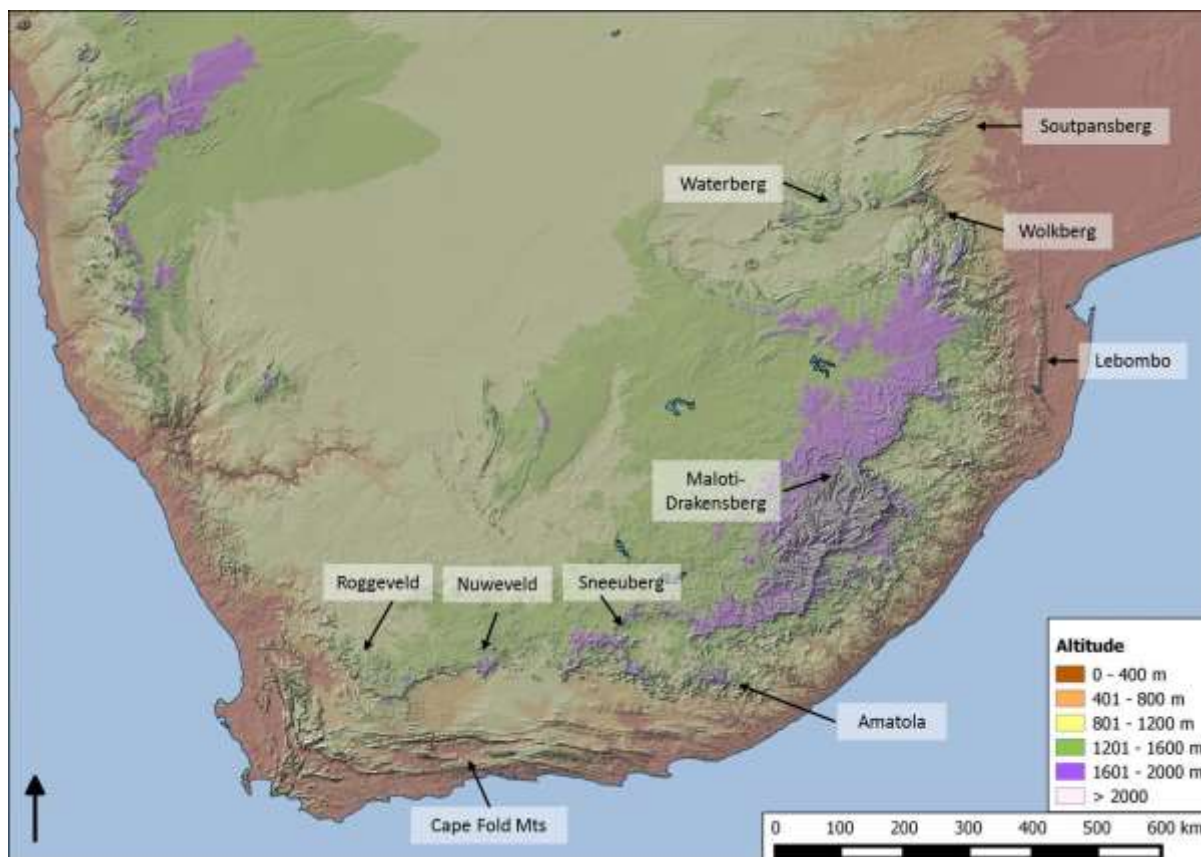 Soutpansberg
Waterberg
Wolkberg
Lebombo
Maloti-
Drakensberg
Roggeveld
Nuweveld
Sneeuberg
Amatola
Cape Fold Mts
Altitude
0 - 400 m
401 - 800 m
801 - 1200 m
1201 - 1600 m
1601 - 2000 m
> 2000
0 100 200 300 400 500 600 km